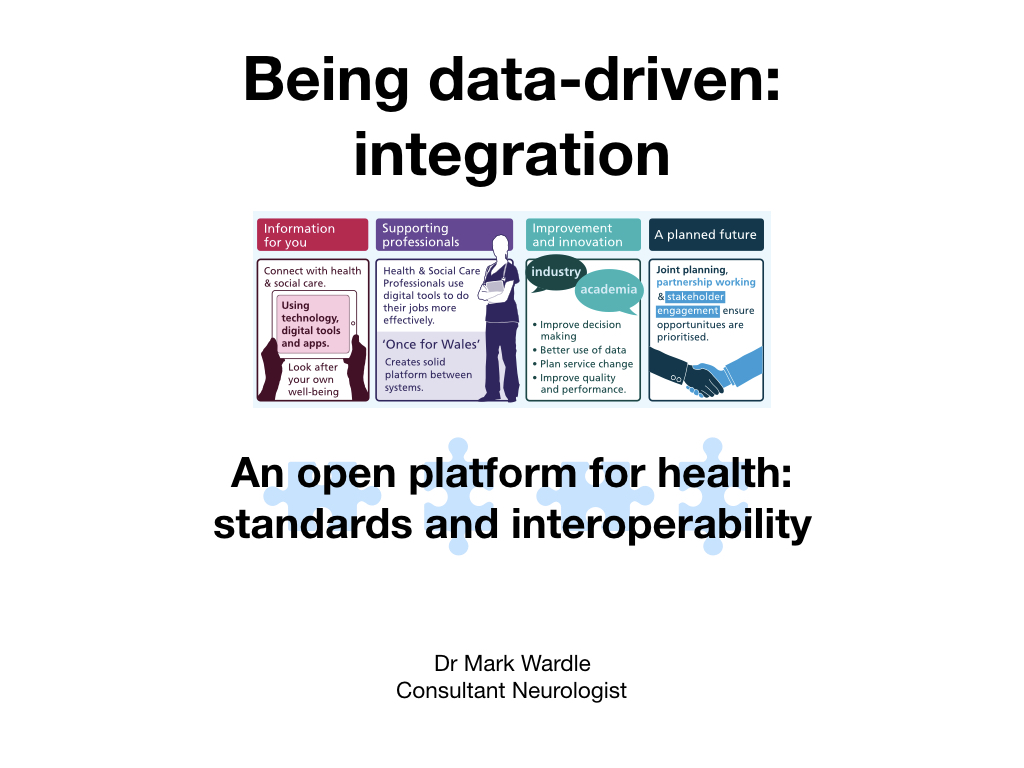 Being data-driven:
integration
Information
for you
Connect with health
& social care.
Using
technology,
digital tools
and apps.
Look after
your own
well-being
Supporting
professionals
Health & Social Care
Professionals use
digital tools to do
their jobs more
effectively.
‘Once for Wales’
Creates solid
platform between
systems.
Improvement
and innovation
industry
academia
• Improve decision
making
• Better use of data
• Plan service change
• Improve quality
and performance.
A planned future
Joint planning,
partnership working
& stakeholder
engagement ensure
opportunitues are
prioritised.
An open platform for health:
standards and interoperability
Dr Mark Wardle
Consultant Neurologist